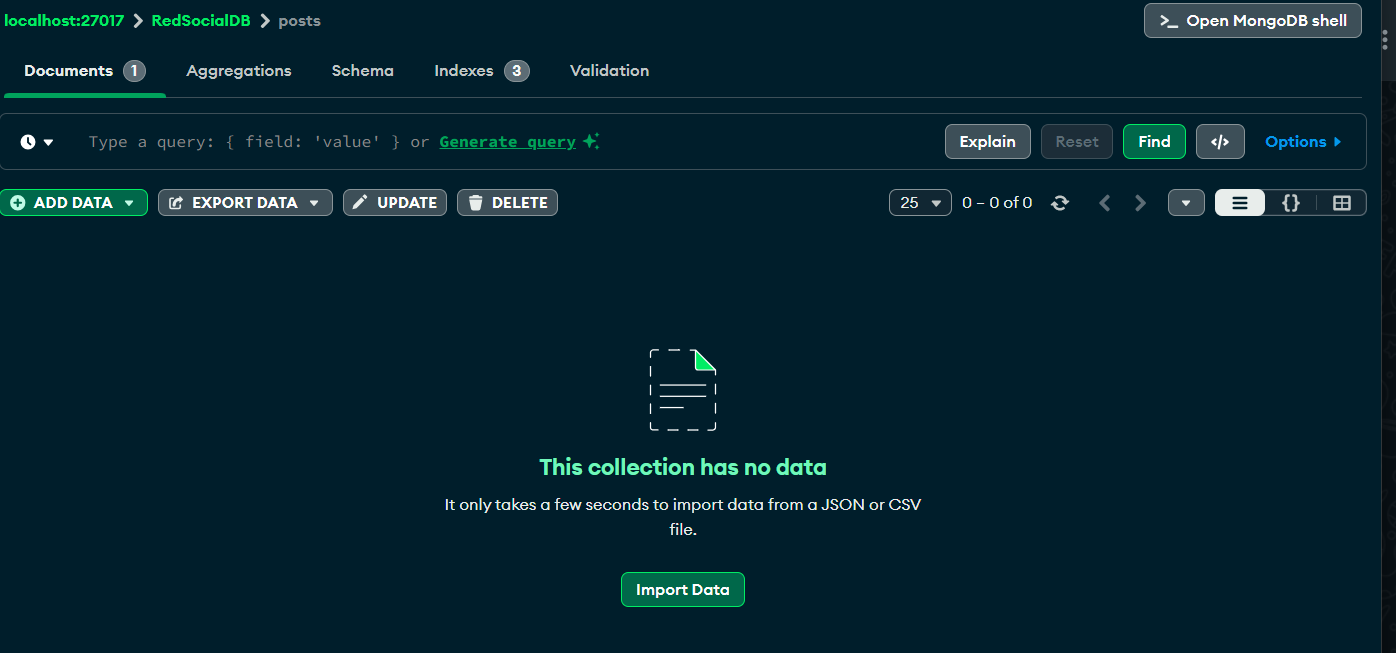 localhost:27017 > RedSocialDB > posts
>_ Open MongoDB shell
Documents 1 Aggregations Schema Indexes 3 Validation
Type a query: { field: 'value' } or Generate query
Explain Reset Find </> Options
ADD DATA EXPORT DATA UPDATE DELETE
25 0 – 0 of 0 {}
This collection has no data
It only takes a few seconds to import data from a JSON or CSV
file.
Import Data